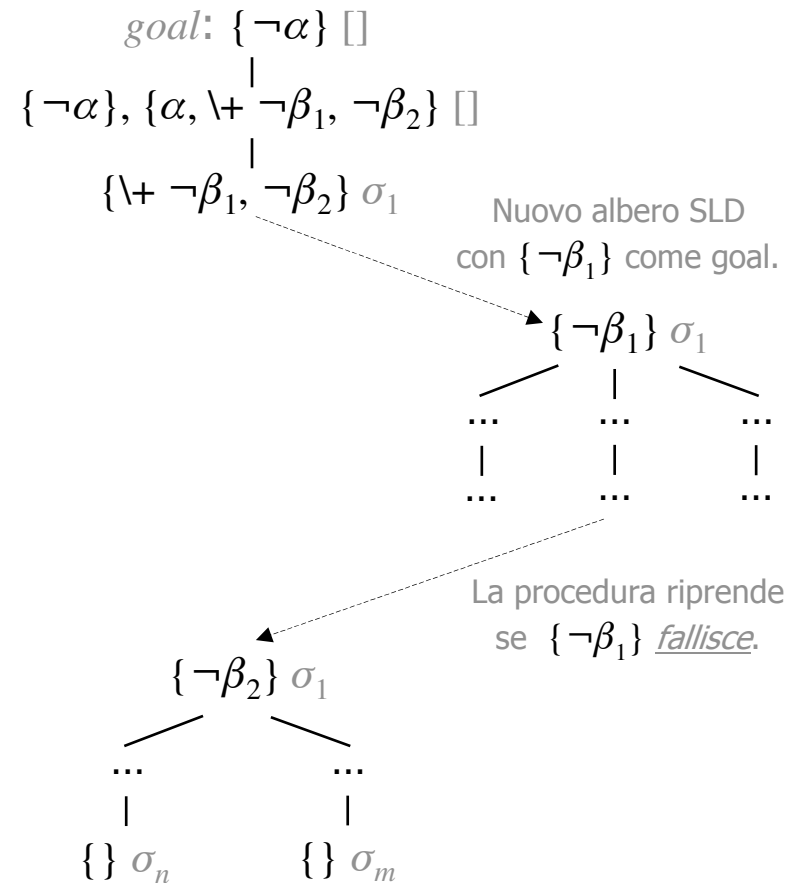 goal: {¬α} []
{¬α}, {α, \+ ¬β₁, ¬β₂} []
{\+ ¬β₁, ¬β₂} σ₁
Nuovo albero SLD
con {¬β₁} come goal.
{¬β₁} σ₁
... ... ...
... ... ...
La procedura riprende
se {¬β₁} fallisce.
{¬β₂} σ₁
... ...
{} σₙ {} σₘ